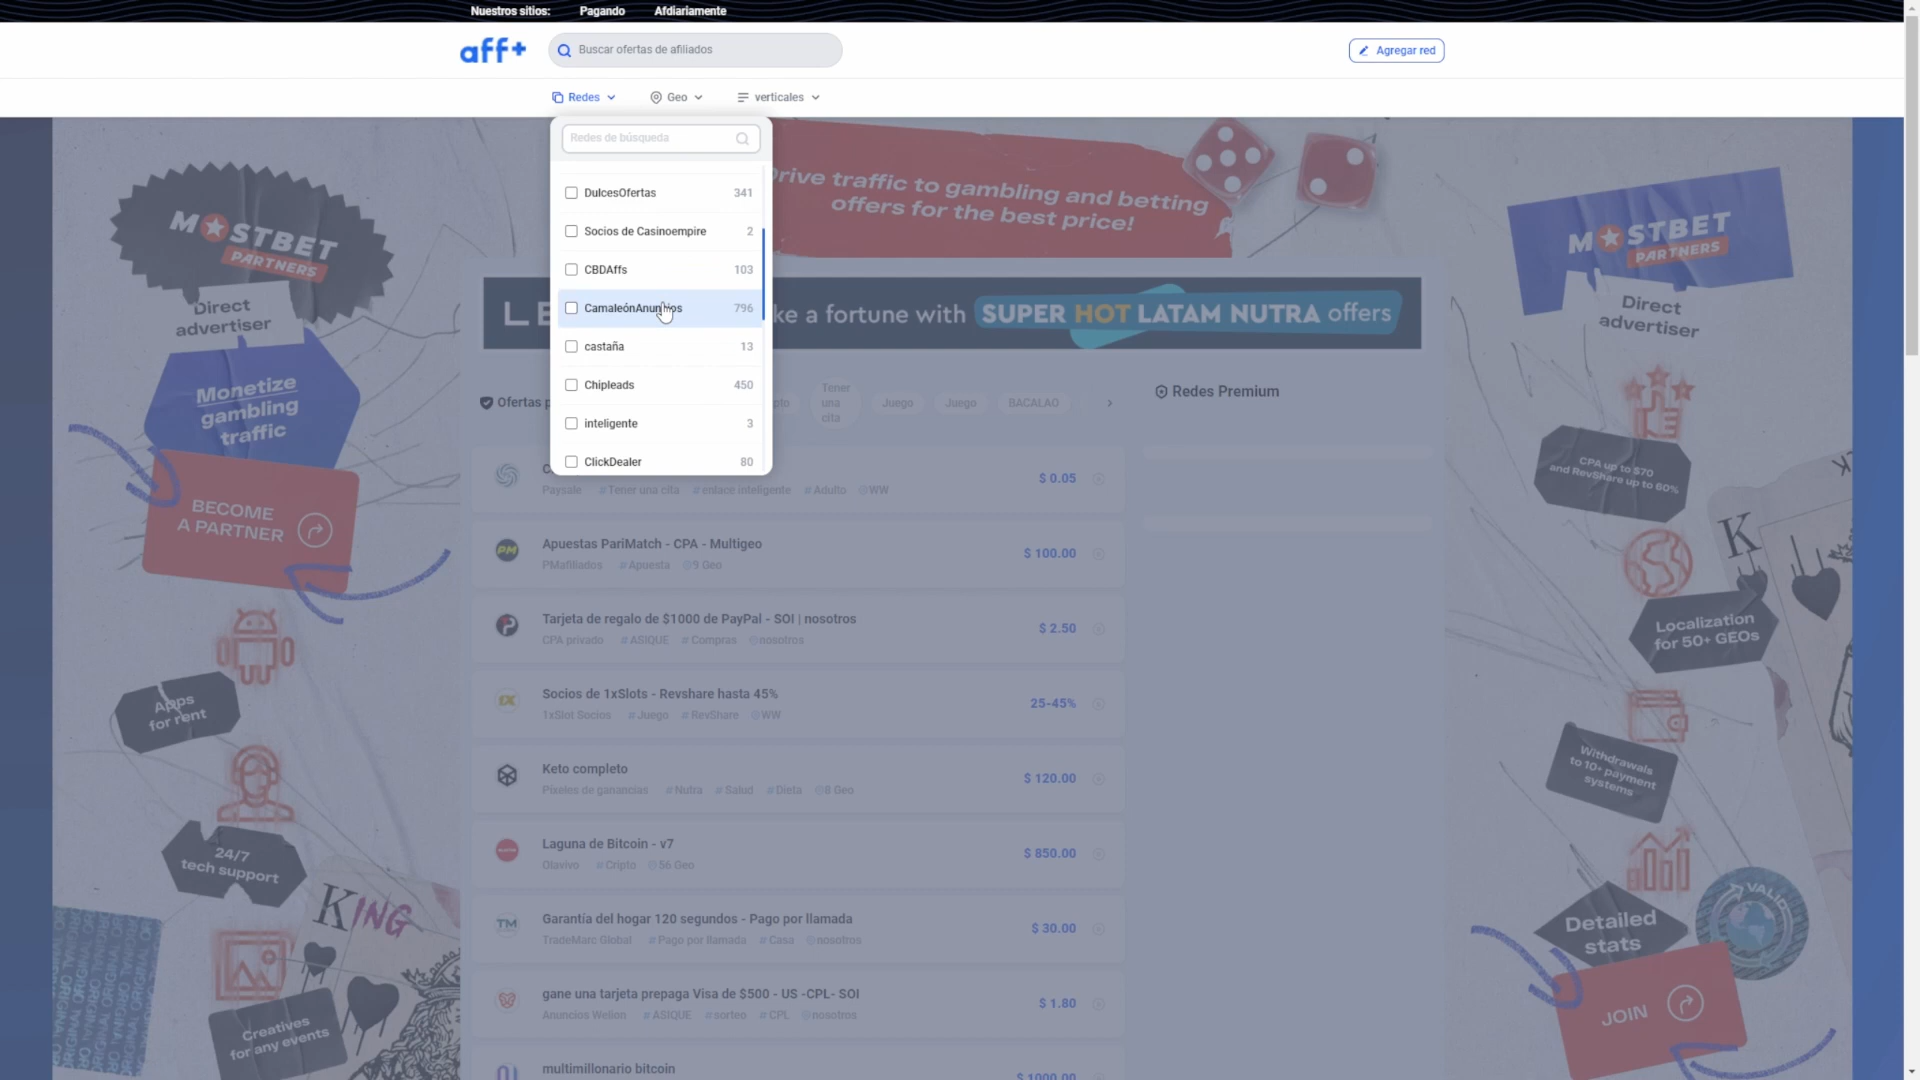 Nuestros sitios: Pagando Afdiariamente
aff+
Buscar ofertas de afiliados
Agregar red
Redes Geo verticales
Redes de búsqueda
DulcesOfertas 341
Socios de Casinoempire 2
CBDAffs 103
796
castaña 13
Chipleads 450
inteligente 3
ClickDealer 80
MOSTBET
PARTNERS
Direct
advertiser
Monetize
gambling
traffic
BECOME
A PARTNER
Apps
for rent
24/7
tech support
KING
Creatives
for any events
Drive traffic to gambling and betting
offers for the best price!
ke a fortune with SUPER HOT LATAM NUTRA offers
Ofertas
Tener
una
cita
Juego Juego BACALAO
Redes Premium
$ 0.05
Paysale #Tener una cita #enlace inteligente #Adulto WW
PM
Apuestas PariMatch - CPA - Multigeo
$ 100.00
PMafiliados #Apuesta 9 Geo
Tarjeta de regalo de $1000 de PayPal - SOI | nosotros
$ 2.50
CPA privado #ASIQUE #Compras nosotros
1X
Socios de 1xSlots - Revshare hasta 45%
25-45%
1xSlot Socios #Juego #RevShare WW
Keto completo
$ 120.00
Píxeles de ganancias #Nutra #Salud #Dieta 8 Geo
Laguna de Bitcoin - v7
$ 850.00
Olavivo #Cripto 56 Geo
TM
Garantía del hogar 120 segundos - Pago por llamada
$ 30.00
TradeMarc Global #Pago por llamada #Casa nosotros
gane una tarjeta prepaga Visa de $500 - US -CPL- SOI
$ 1.80
Anuncios Welion #ASIQUE #sorteo #CPL nosotros
multimillonario bitcoin
$ 1000.00
MOSTBET
PARTNERS
Direct
advertiser
CPA up to $70
and RevShare up to 60%
K
Localization
for 50+ GEOs
Withdrawals
to 10+ payment
systems
VALID
Detailed
stats
JOIN